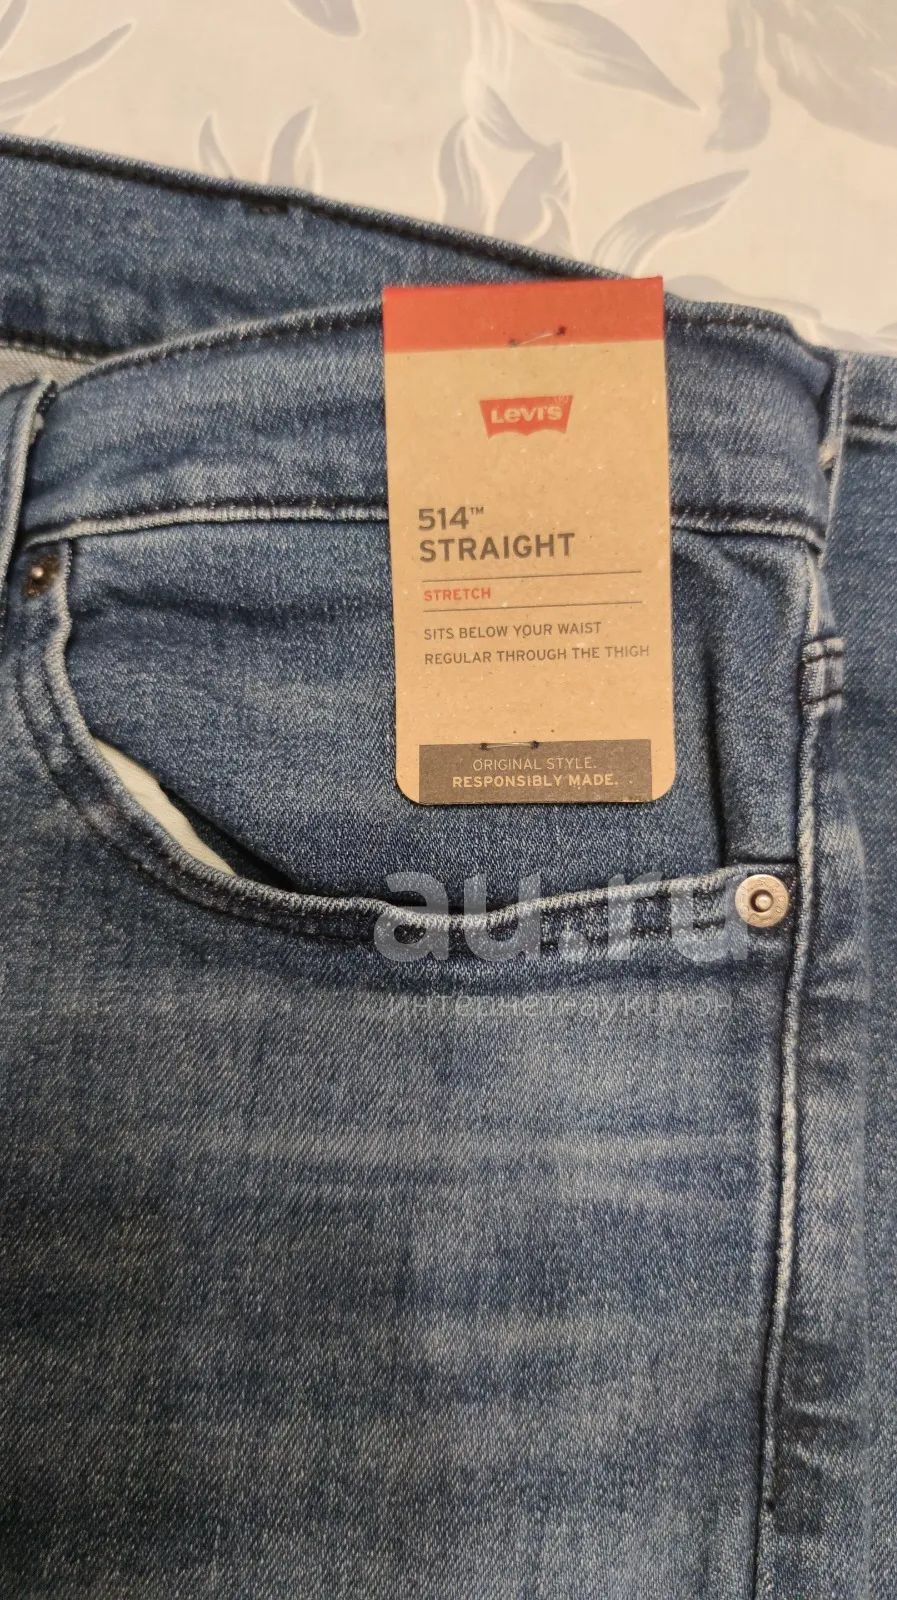 LEVI'S
514™
STRAIGHT
STRETCH
SITS BELOW YOUR WAIST
REGULAR THROUGH THE THIGH
ORIGINAL STYLE.
RESPONSIBLY MADE.
au.ru
интернет-аукцион